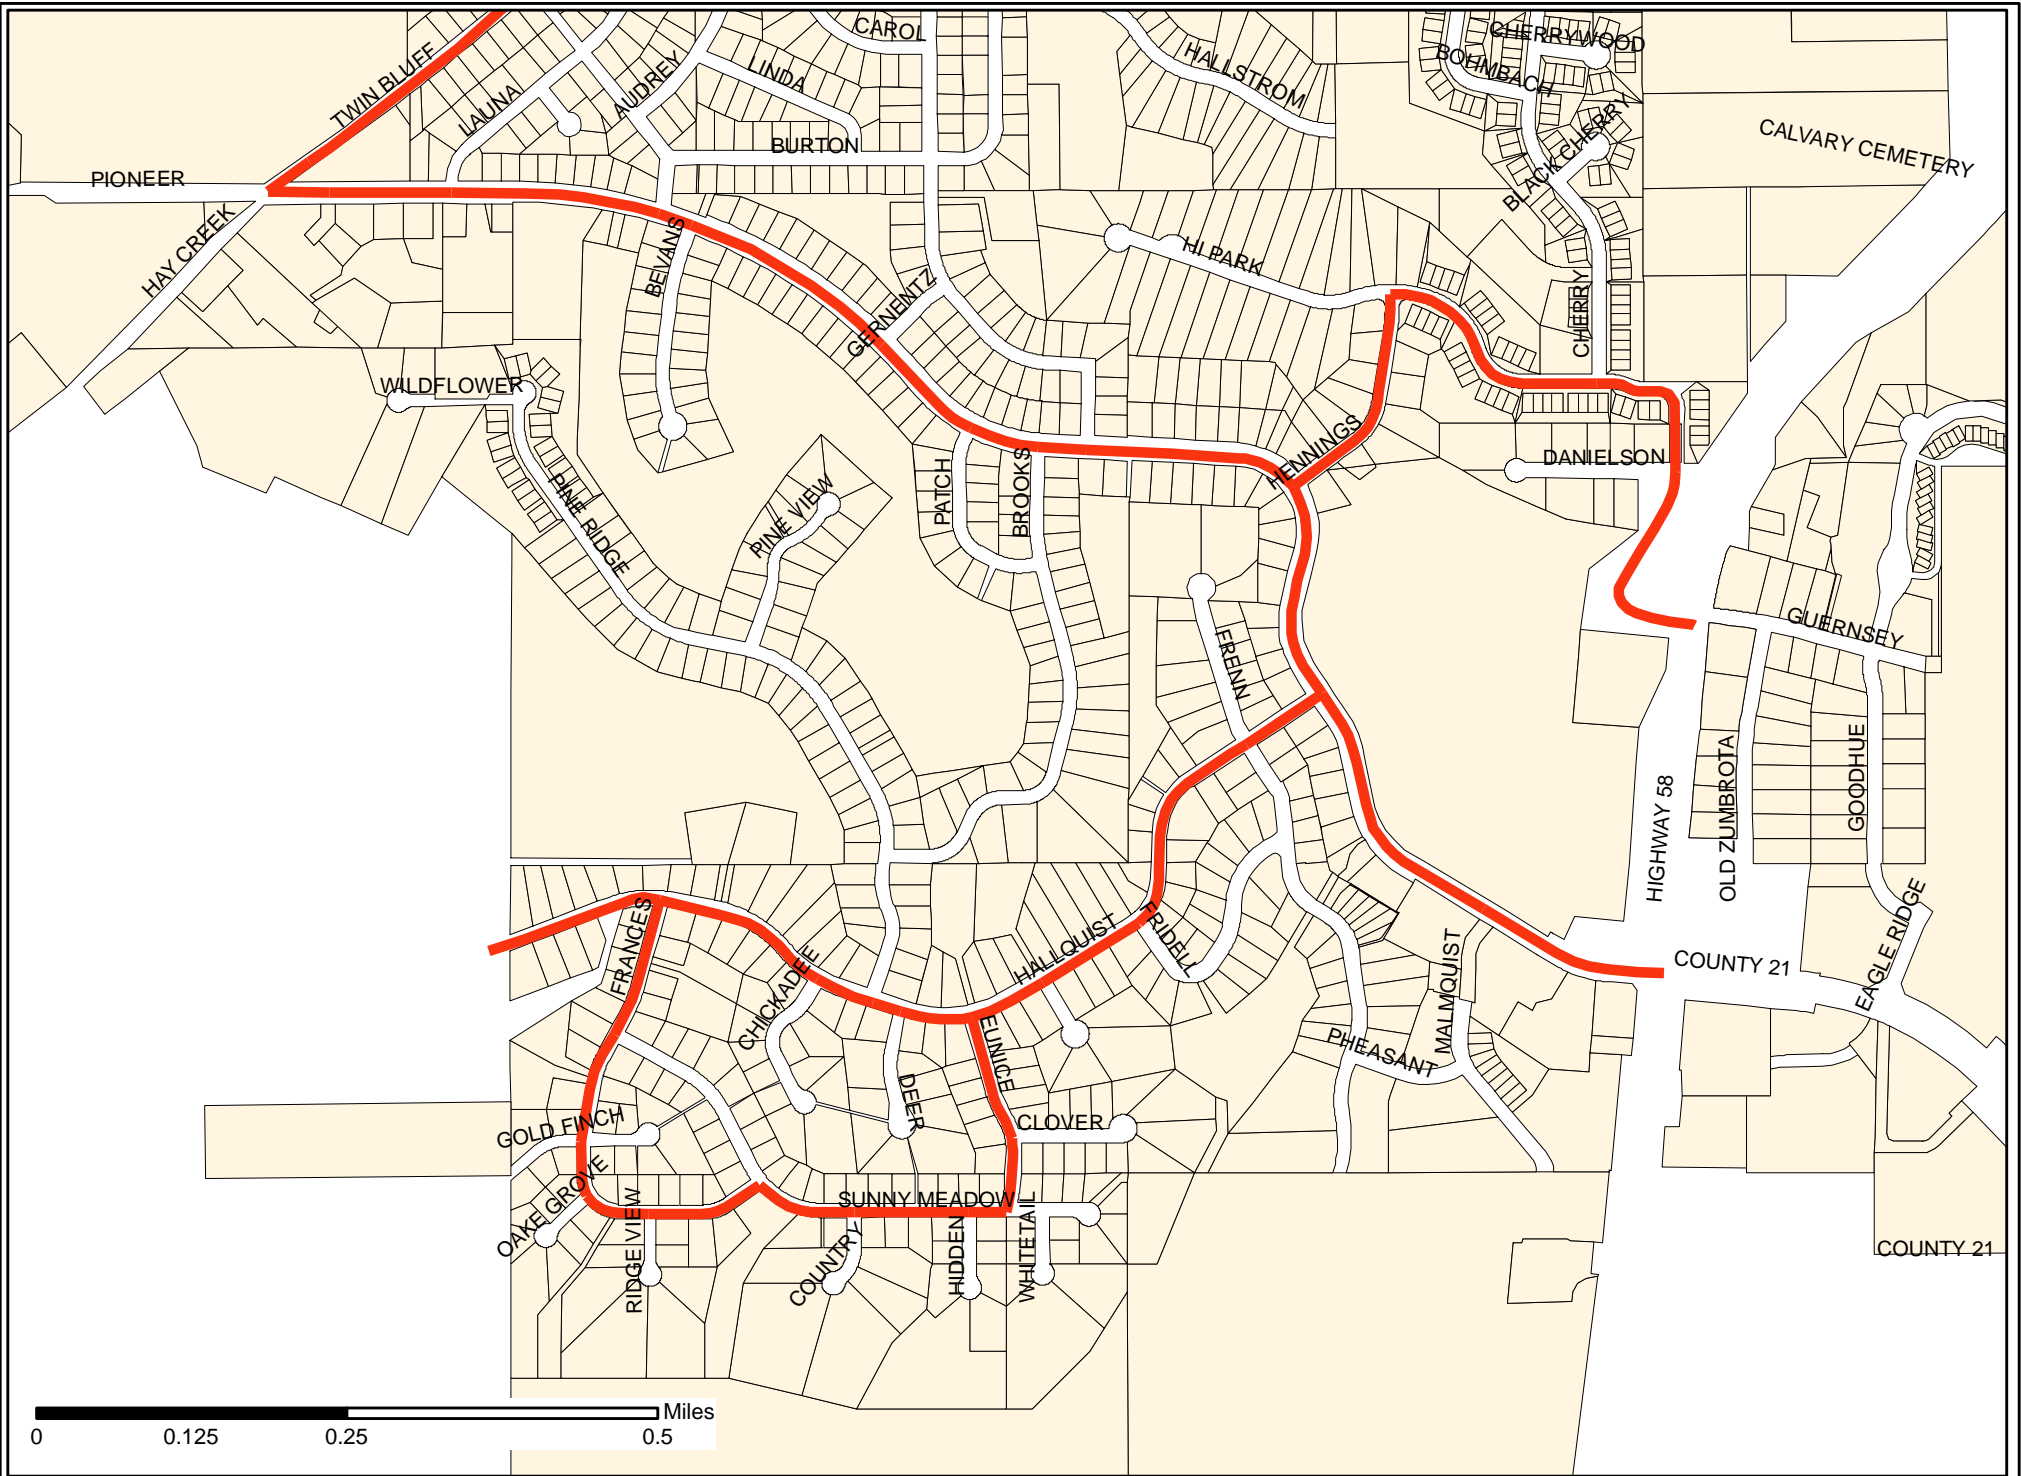 CAROL
CHERRYWOOD
BOHMBACH
HALLSTROM
TWIN BLUFF
LINDA
AUDREY
LAUNA
BURTON
BLACK CHERRY
CALVARY CEMETERY
PIONEER
HAY CREEK
BEVANS
HI PARK
GERNENTZ
CHERRY
WILDFLOWER
HENNINGS
DANIELSON
PATCH
BROOKS
PINE VIEW
PINE RIDGE
GUERNSEY
FRENN
HIGHWAY 58
OLD ZUMBROTA
GOODHUE
FRANCES
HALLQUIST
FRIDELL
CHICKADEE
MALMQUIST
COUNTY 21
EAGLE RIDGE
EUNICE
PHEASANT
DEER
GOLD FINCH
CLOVER
OAKE GROVE
RIDGE VIEW
SUNNY MEADOW
COUNTRY
HIDDEN
WHITETAIL
COUNTY 21
Miles
0 0.125 0.25 0.5